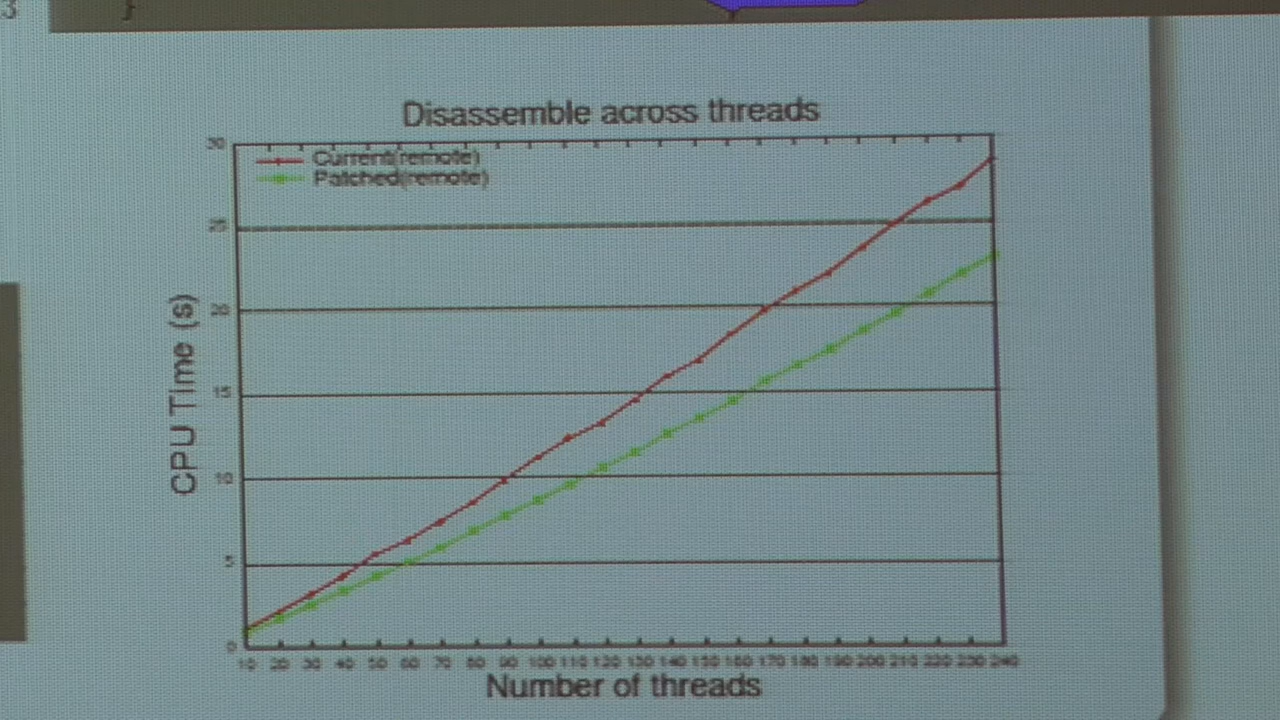 3 }
Disassemble across threads
30
Current(remote)
Patched(remote)
25
20
15
10
5
0
CPU Time (s)
10 20 30 40 50 60 70 80 90 100 110 120 130 140 150 160 170 180 190 200 210 220 230 240
Number of threads